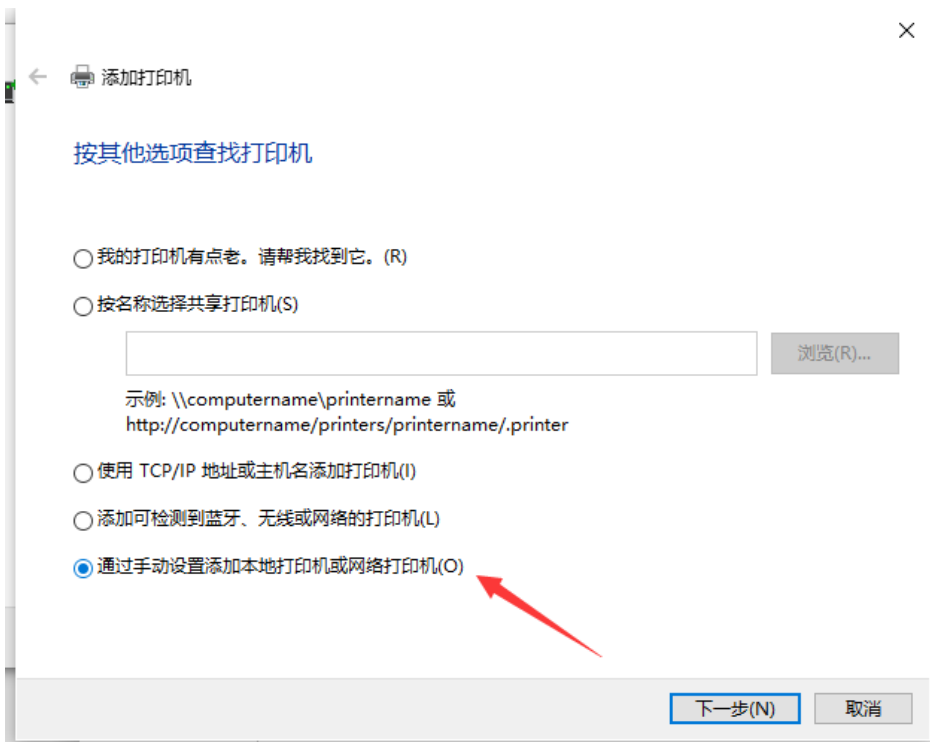 添加打印机
按其他选项查找打印机
我的打印机有点老。请帮我找到它。(R)
按名称选择共享打印机(S)
浏览(R)...
示例: \\computername\printername 或
http://computername/printers/printername/.printer
使用 TCP/IP 地址或主机名添加打印机(I)
添加可检测到蓝牙、无线或网络的打印机(L)
通过手动设置添加本地打印机或网络打印机(O)
下一步(N)
取消